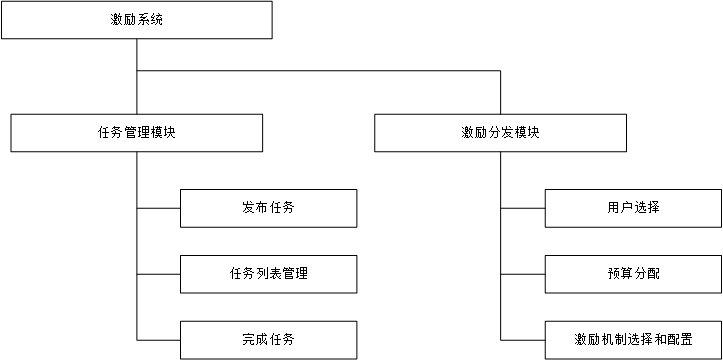 激励系统
任务管理模块
激励分发模块
发布任务
用户选择
任务列表管理
预算分配
完成任务
激励机制选择和配置